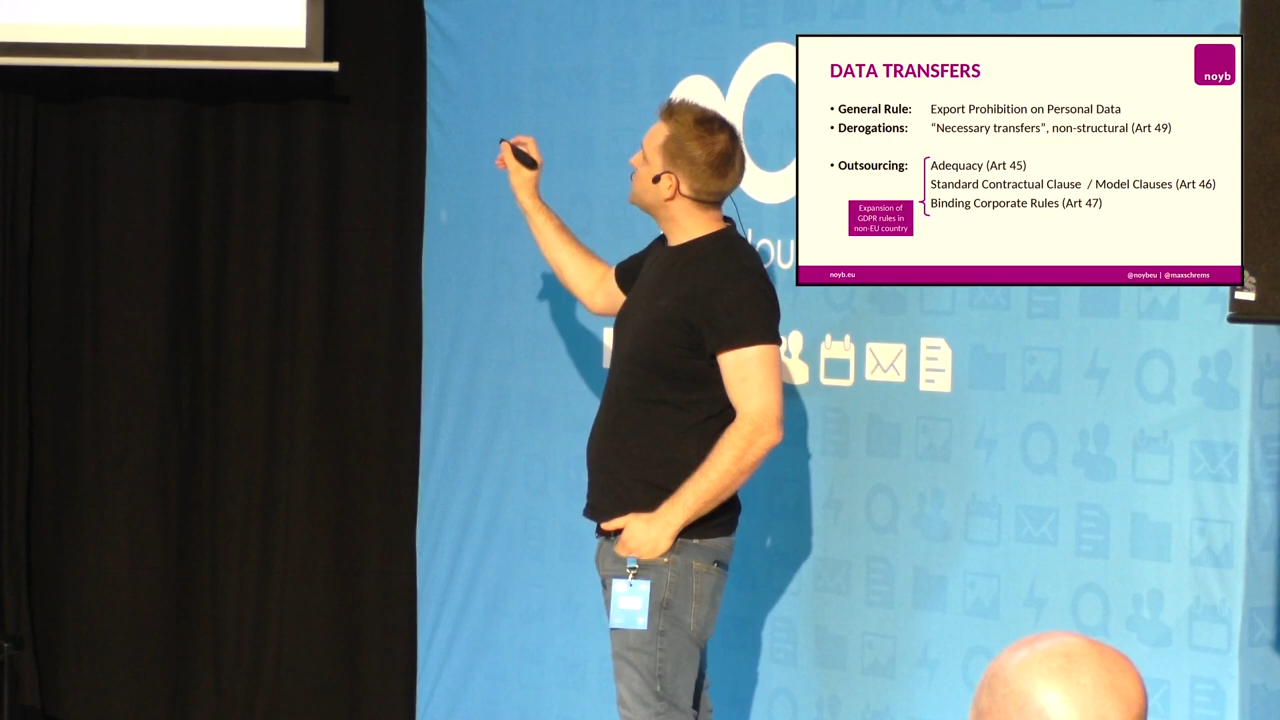 DATA TRANSFERS
noyb
• General Rule: Export Prohibition on Personal Data
• Derogations: “Necessary transfers”, non-structural (Art 49)
• Outsourcing: Adequacy (Art 45)
Standard Contractual Clause / Model Clauses (Art 46)
Binding Corporate Rules (Art 47)
Expansion of
GDPR rules in
non-EU country
noyb.eu
@noybeu | @maxschrems